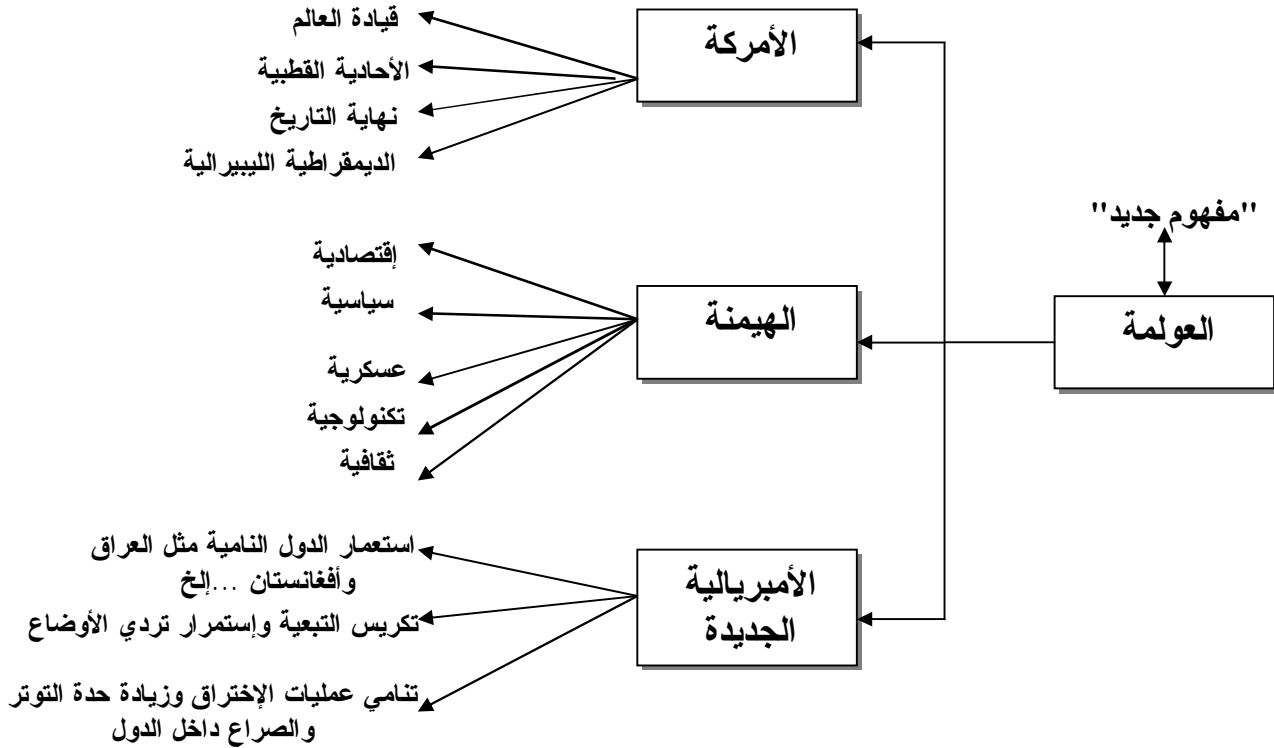 "مفهوم جديد"
العولمة
الأمركة
قيادة العالم
الأحادية القطبية
نهاية التاريخ
الديمقراطية الليبيرالية
الهيمنة
إقتصادية
سياسية
عسكرية
تكنولوجية
ثقافية
الأمبريالية
الجديدة
استعمار الدول النامية مثل العراق
وأفغانستان ...إلخ
تكريس التبعية وإستمرار تردي الأوضاع
تنامي عمليات الإختراق وزيادة حدة التوتر
والصراع داخل الدول